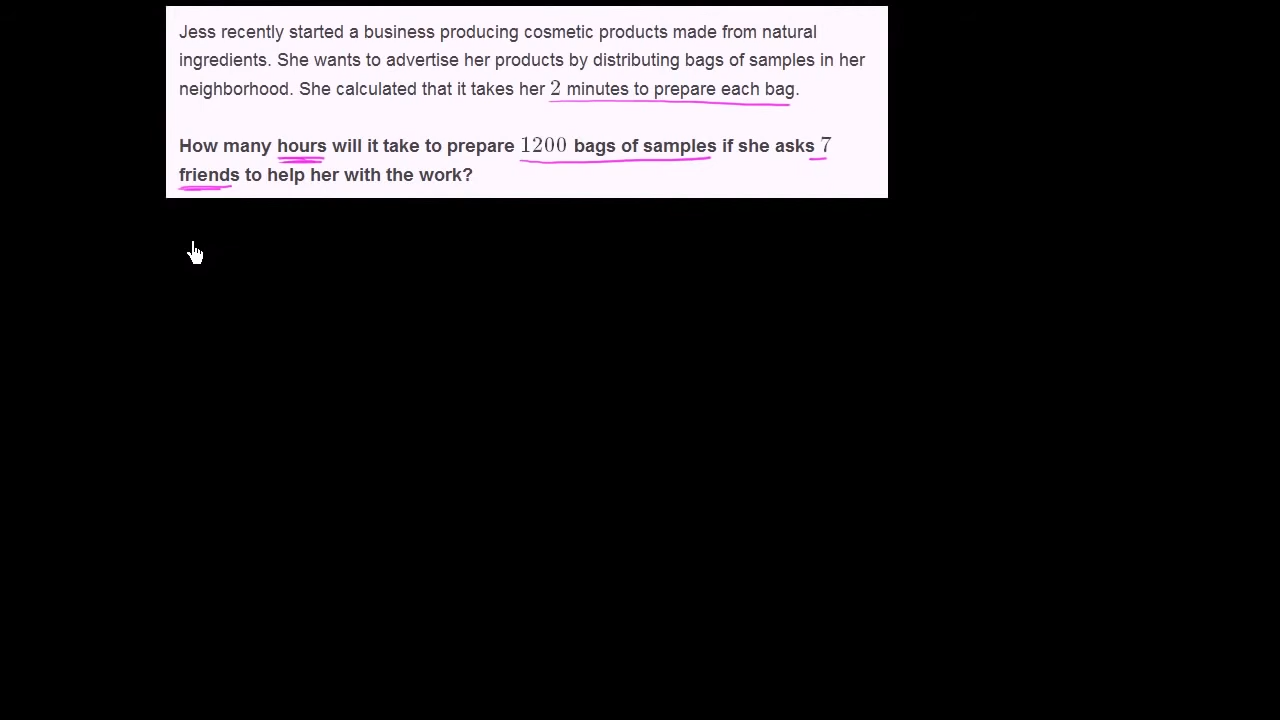 Jess recently started a business producing cosmetic products made from natural
ingredients. She wants to advertise her products by distributing bags of samples in her
neighborhood. She calculated that it takes her 2 minutes to prepare each bag.
How many hours will it take to prepare 1200 bags of samples if she asks 7
friends to help her with the work?